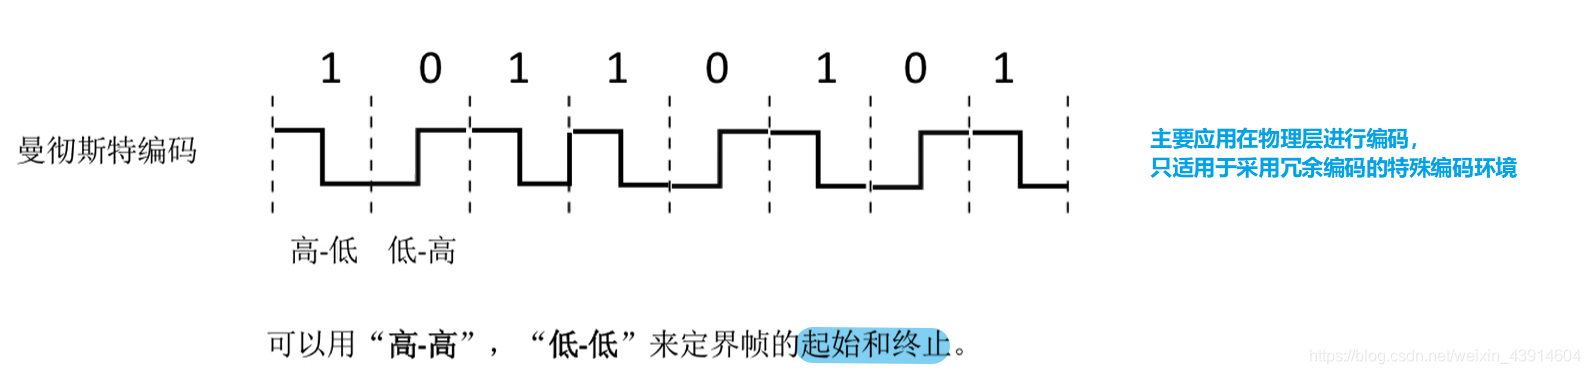 1 0 1 1 0 1 0 1
曼彻斯特编码
主要应用在物理层进行编码，
只适用于采用冗余编码的特殊编码环境
高-低 低-高
可以用“高-高”，“低-低”来定界帧的起始和终止。
https://blog.csdn.net/weixin_43914604